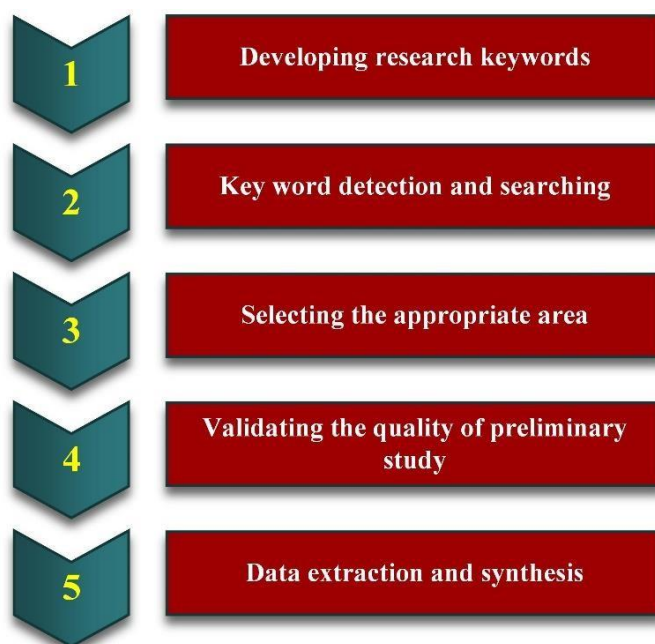 1
Developing research keywords
2
Key word detection and searching
3
Selecting the appropriate area
4
Validating the quality of preliminary
study
5
Data extraction and synthesis